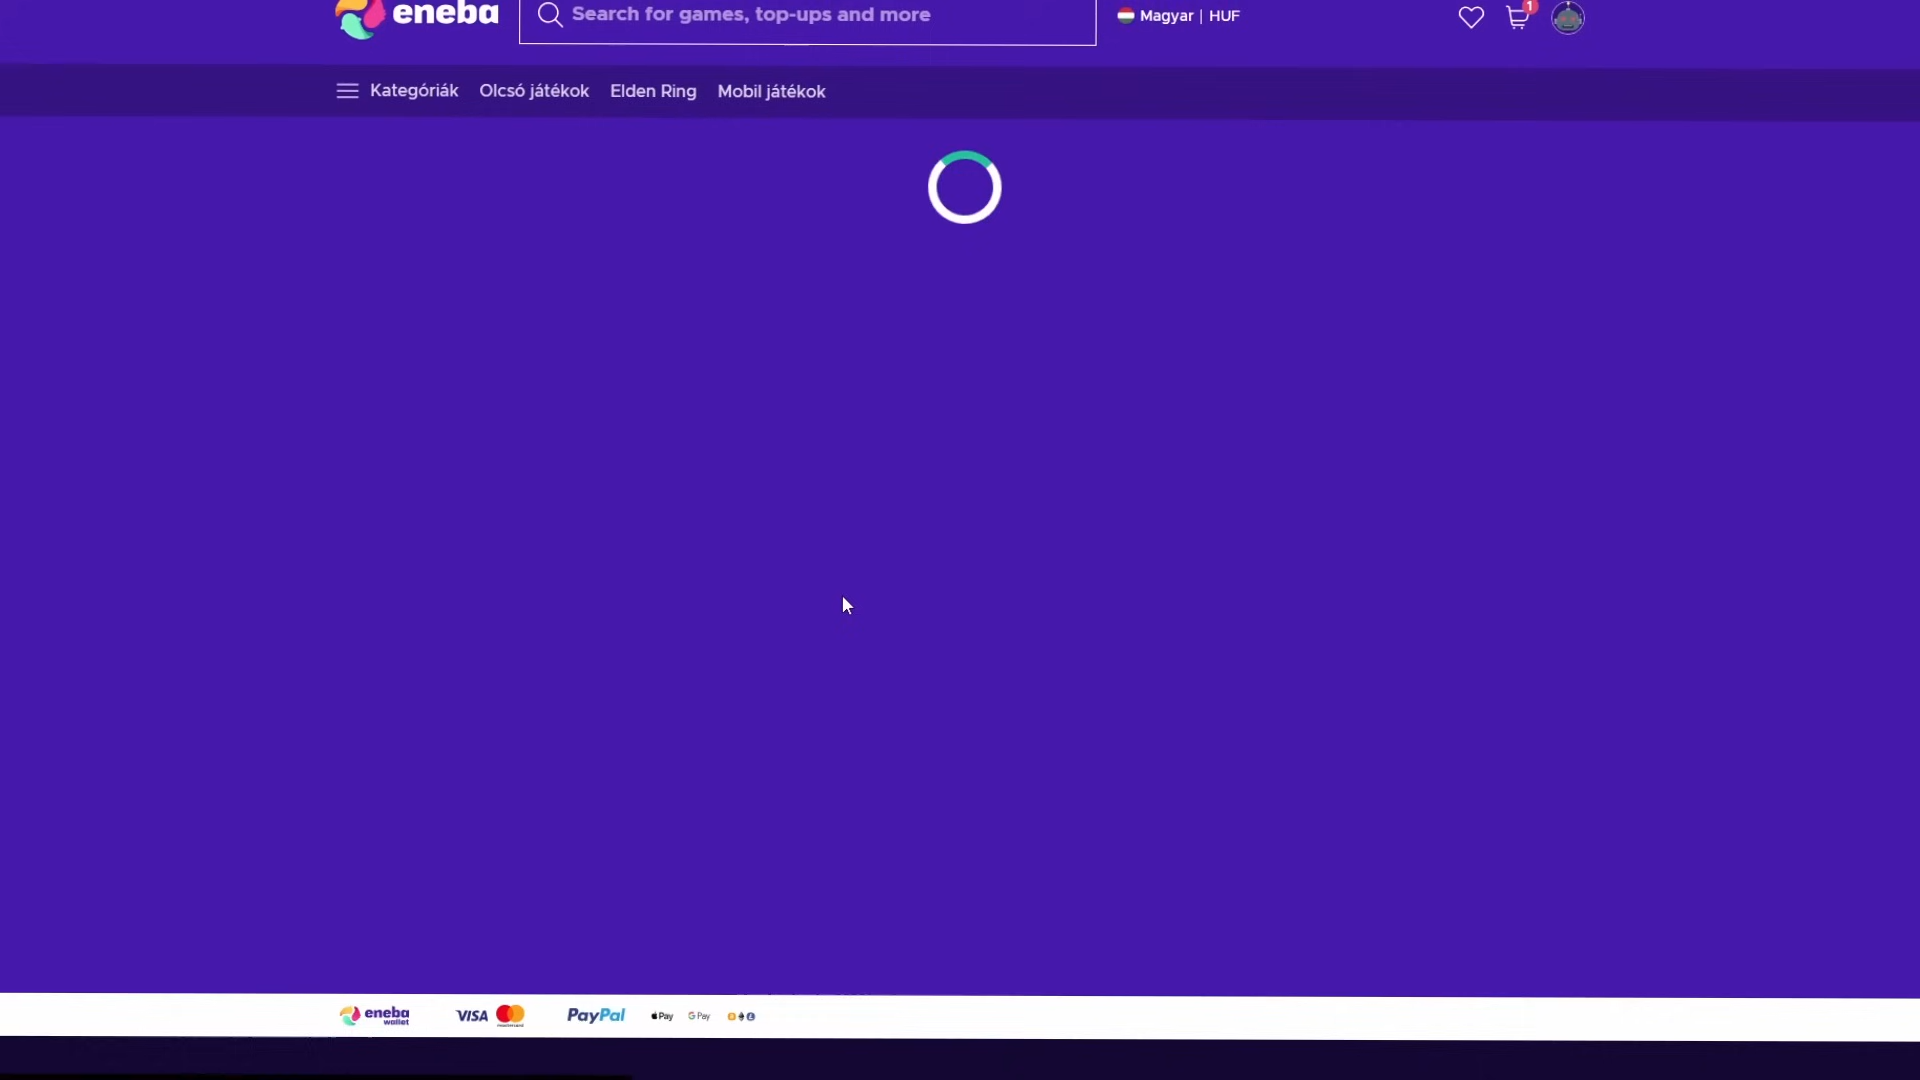 eneba
Search for games, top-ups and more
Magyar | HUF
1
Kategóriák
Olcsó játékok
Elden Ring
Mobil játékok
eneba wallet
VISA
mastercard
PayPal
Pay
G Pay